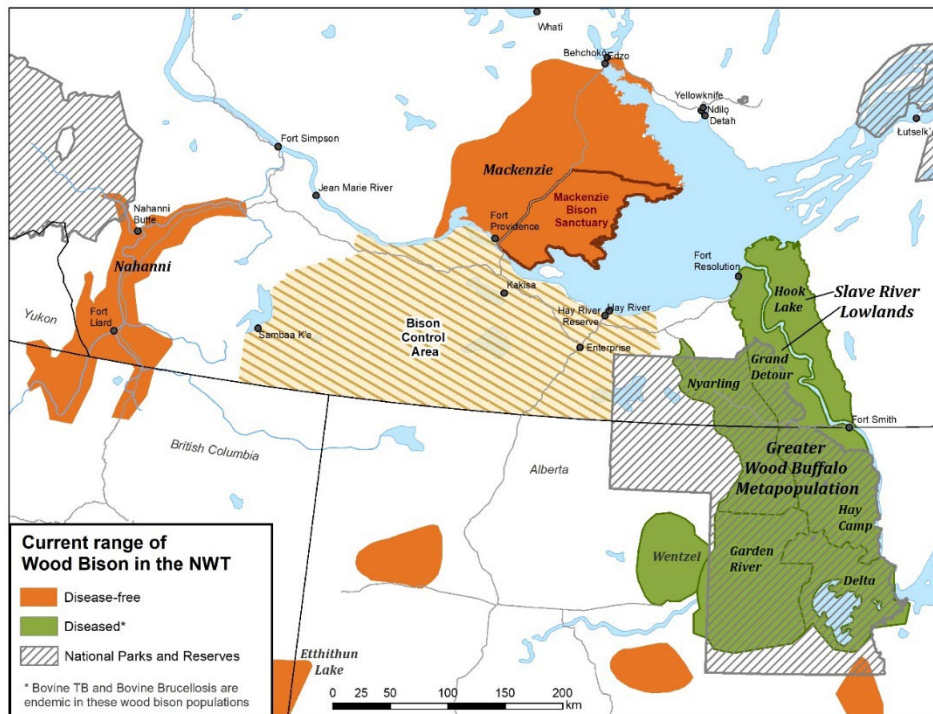 Whati
Behchoko
Edzo
Yellowknife
Ndilo
Detah
Łutselk'
Fort Simpson
Jean Marie River
Mackenzie
Mackenzie
Bison
Sanctuary
Nahanni
Butte
Nahanni
Fort
Providence
Fort
Resolution
Kakisa
Hook
Lake
Slave River
Lowlands
Yukon
Fort
Liard
Sambaa K'e
Bison
Control
Area
Hay River
Reserve
Hay River
Enterprise
Grand
Detour
Nyarling
Fort Smith
British Columbia
Alberta
Greater
Wood Buffalo
Metapopulation
Hay
Camp
Wentzel
Garden
River
Delta
Etthithun
Lake
Current range of
Wood Bison in the NWT
Disease-free
Diseased*
National Parks and Reserves
* Bovine TB and Bovine Brucellosis are
endemic in these wood bison populations
0 25 50 100 150 200
km